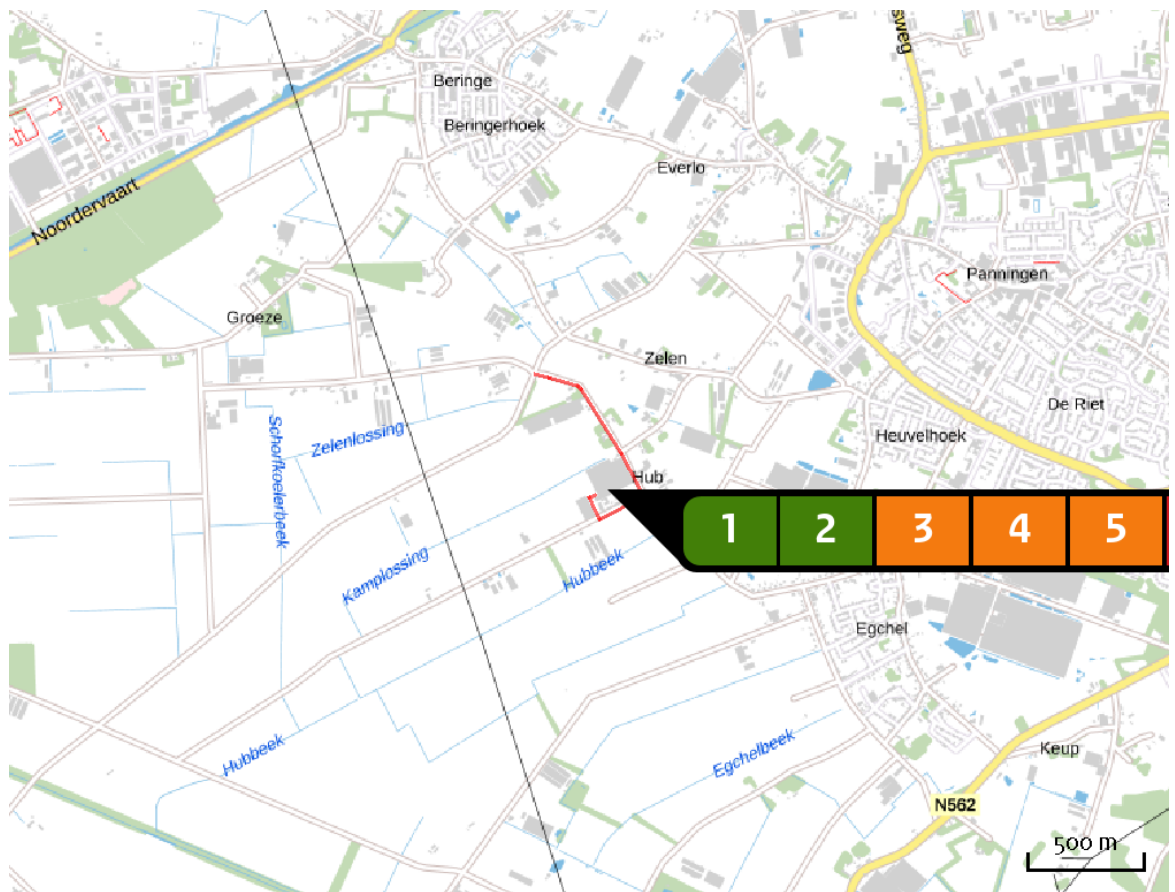 sweg
Beringe
Beringerhoek
Everlo
Noordervaart
Panningen
Groeze
Zelen
De Riet
Schorfkoelerbeek
Zelenlossing
Heuvelhoek
Hub
1 2 3 4 5
Kamplossing
Hubbeek
Egchel
Hubbeek
Egchelbeek
Keup
N562
500 m